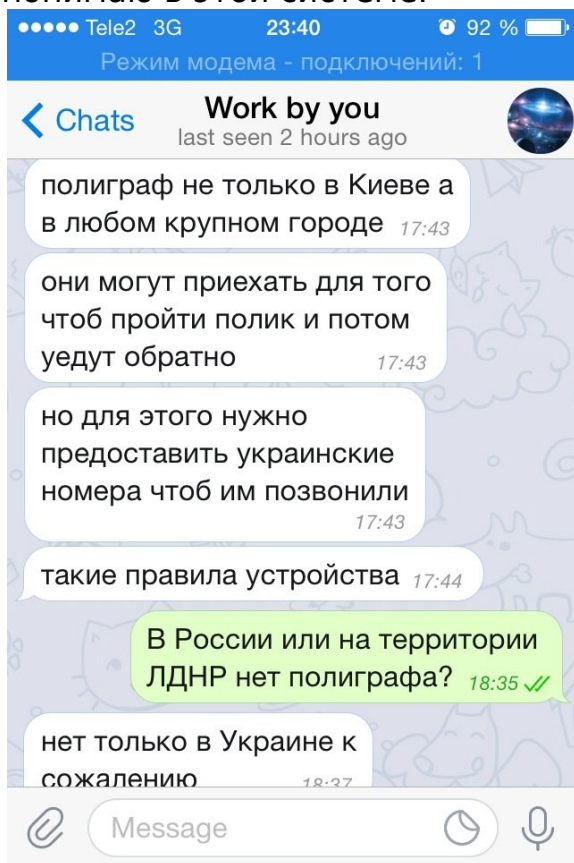 ●●●●● Tele2 3G 23:40 92 %
Режим модема - подключений: 1
Chats Work by you
last seen 2 hours ago
полиграф не только в Киеве а
в любом крупном городе 17:43
они могут приехать для того
чтоб пройти полик и потом
уедут обратно 17:43
но для этого нужно
предоставить украинские
номера чтоб им позвонили
17:43
такие правила устройства 17:44
В России или на территории
ЛДНР нет полиграфа? 18:35
нет только в Украине к
сожалению 18:37
Message